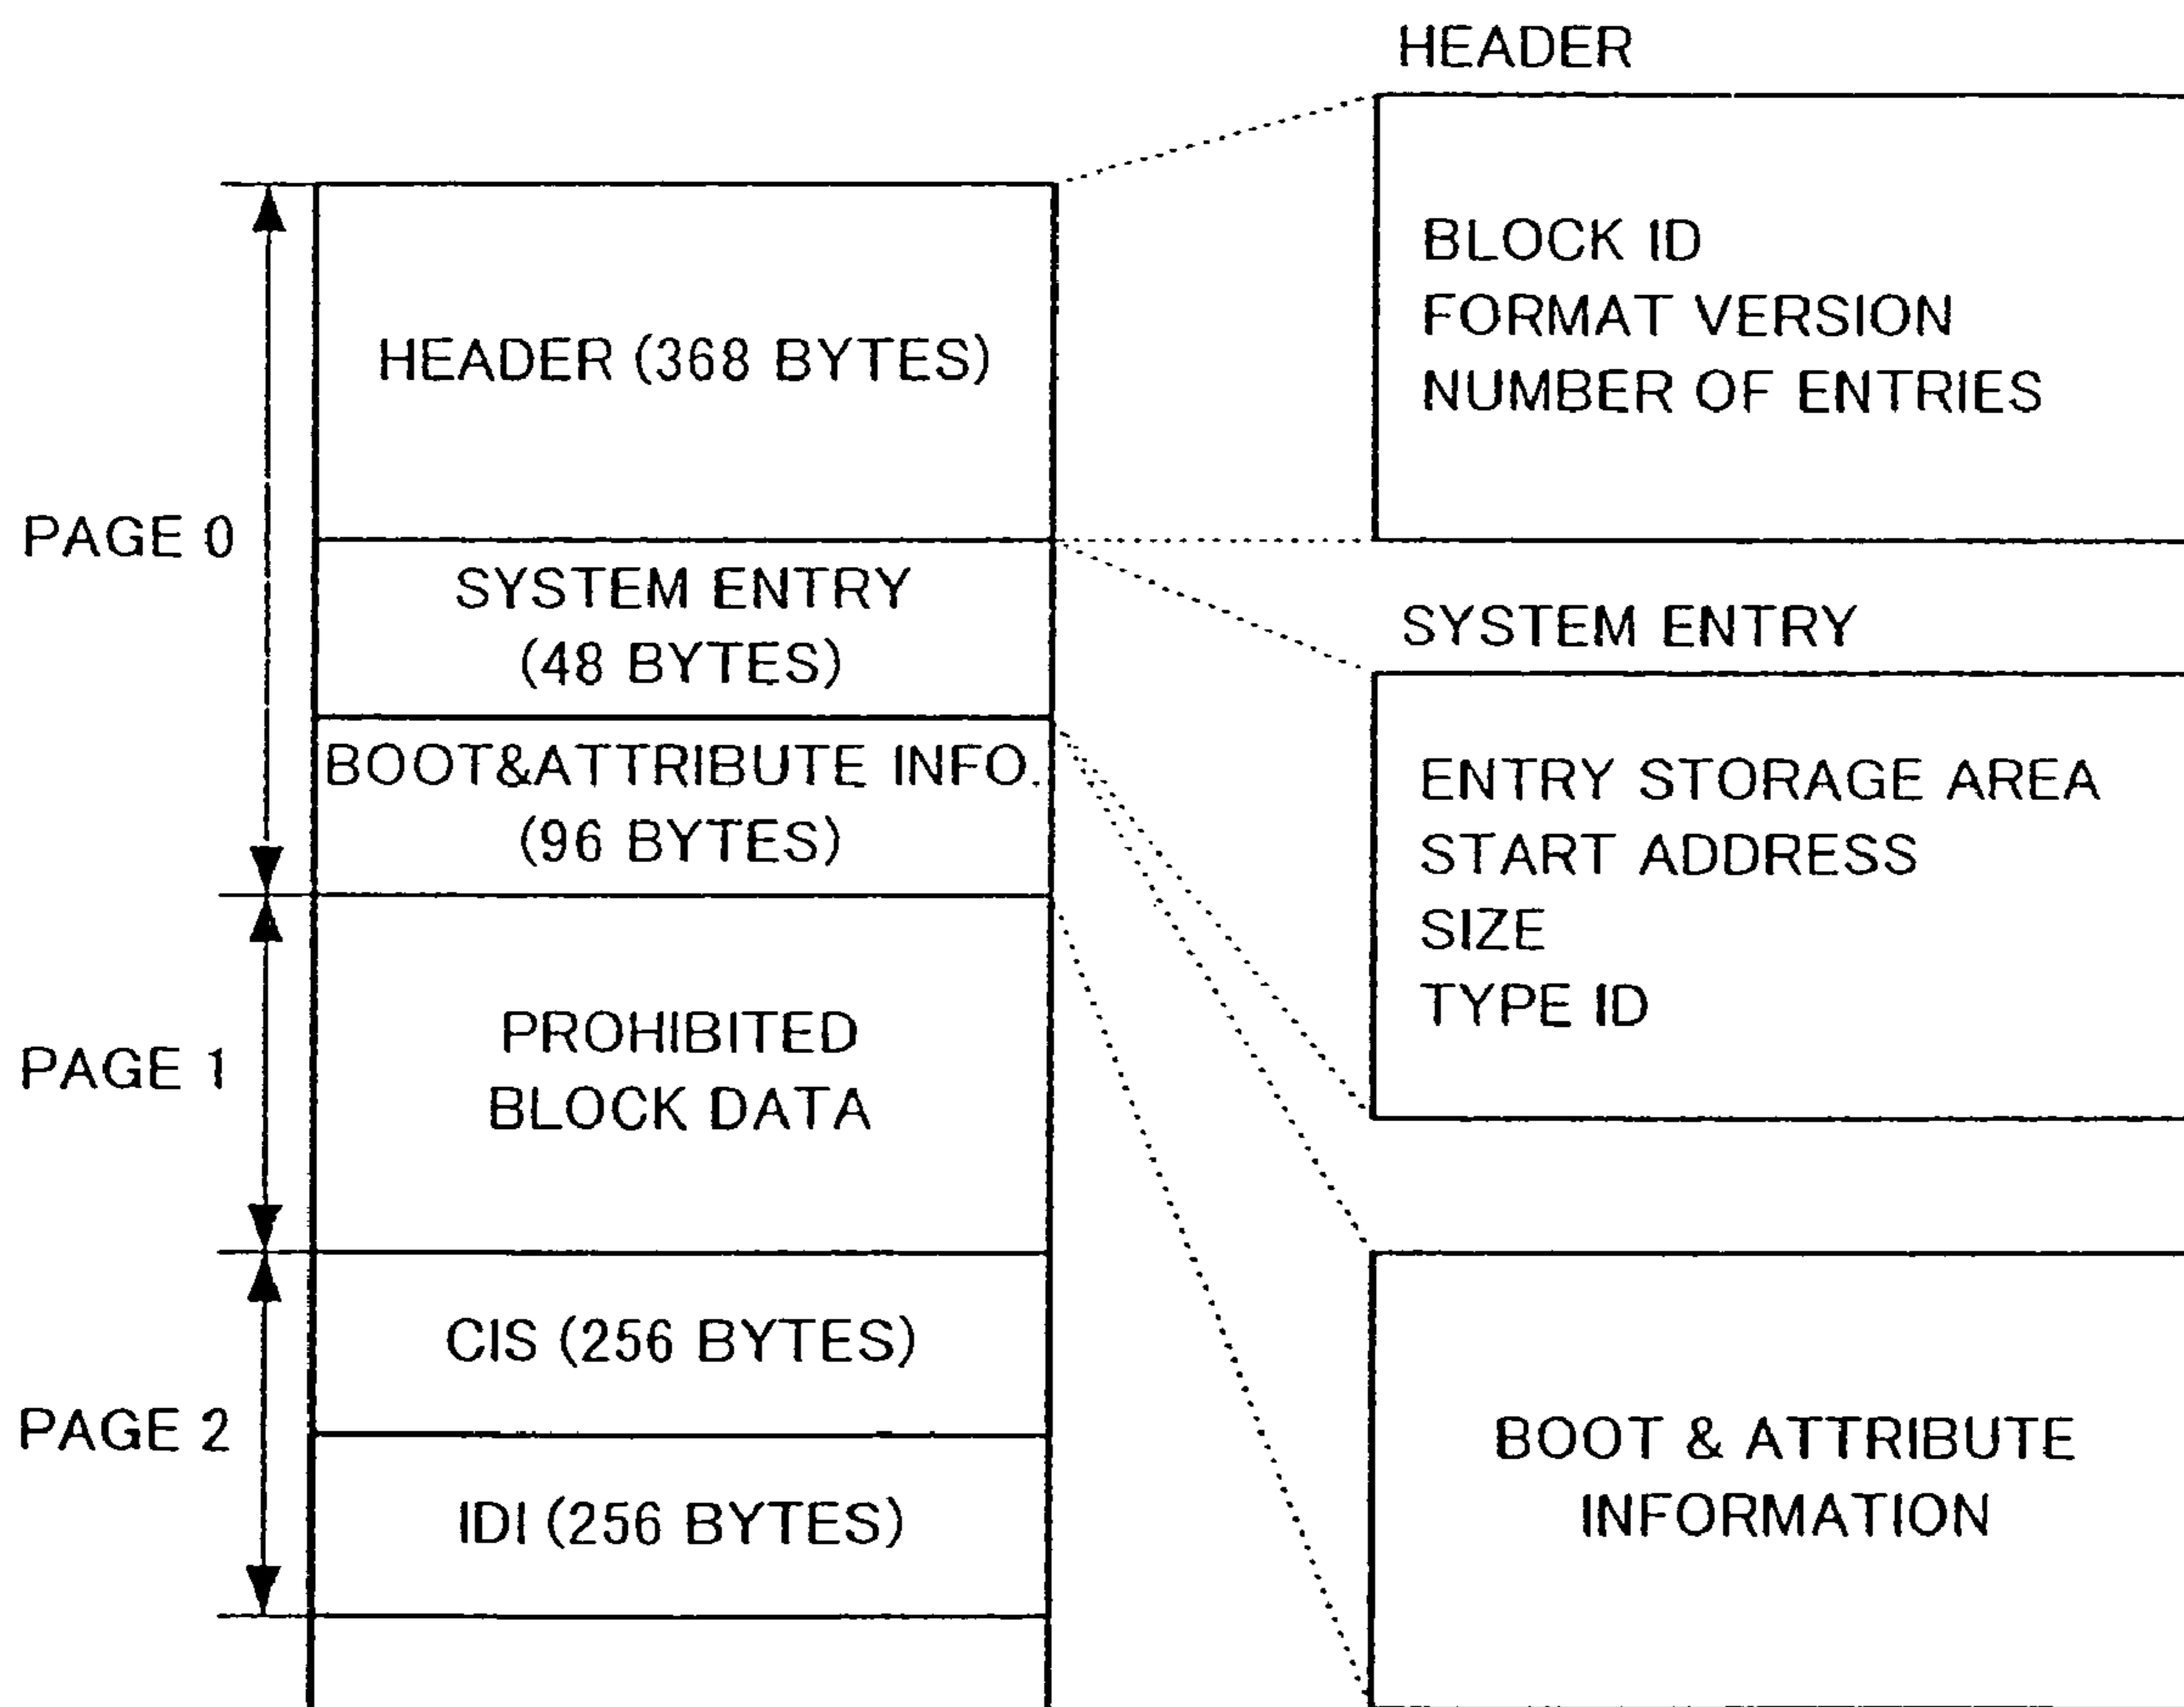 PAGE 0
HEADER (368 BYTES)
SYSTEM ENTRY
(48 BYTES)
BOOT&ATTRIBUTE INFO.
(96 BYTES)
PAGE 1
PROHIBITED
BLOCK DATA
PAGE 2
CIS (256 BYTES)
IDI (256 BYTES)
HEADER
BLOCK ID
FORMAT VERSION
NUMBER OF ENTRIES
SYSTEM ENTRY
ENTRY STORAGE AREA
START ADDRESS
SIZE
TYPE ID
BOOT & ATTRIBUTE
INFORMATION